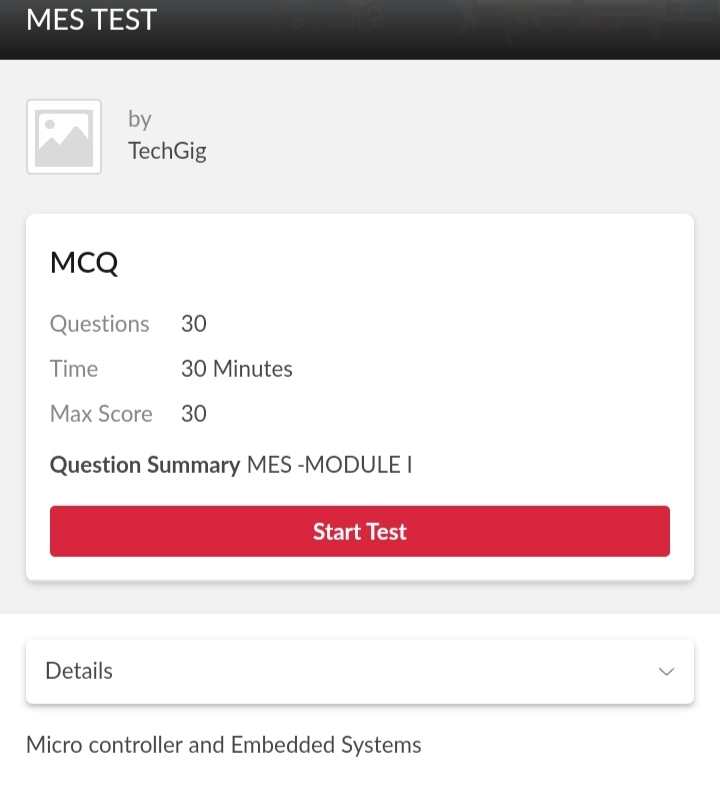 MES TEST
by
TechGig
MCQ
Questions 30
Time 30 Minutes
Max Score 30
Question Summary MES -MODULE I
Start Test
Details
Micro controller and Embedded Systems